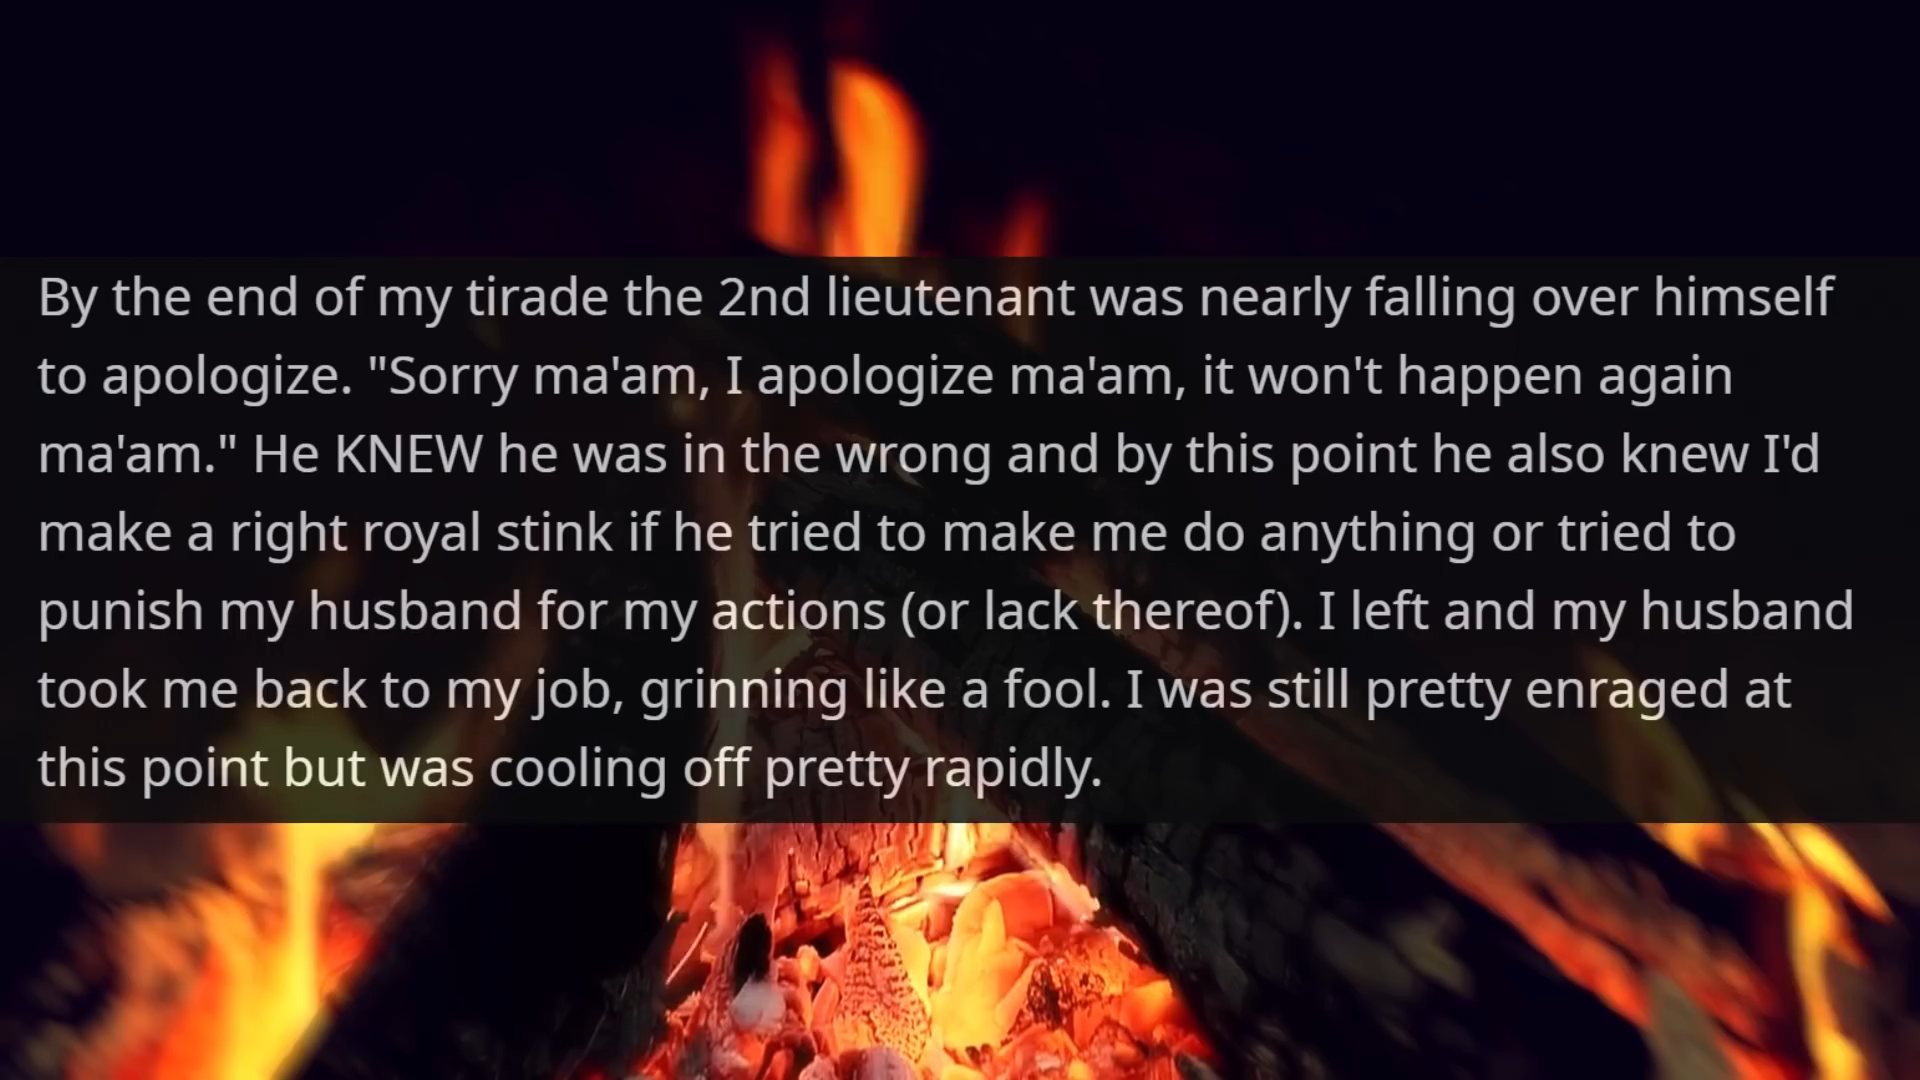 By the end of my tirade the 2nd lieutenant was nearly falling over himself
to apologize. "Sorry ma'am, I apologize ma'am, it won't happen again
ma'am." He KNEW he was in the wrong and by this point he also knew I'd
make a right royal stink if he tried to make me do anything or tried to
punish my husband for my actions (or lack thereof). I left and my husband
took me back to my job, grinning like a fool. I was still pretty enraged at
this point but was cooling off pretty rapidly.